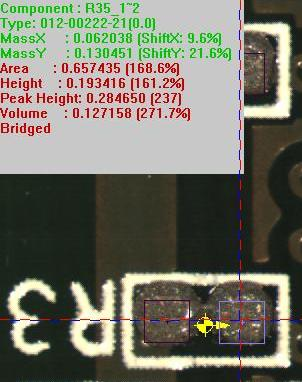 Component : R35_1~2
Type: 012-00222-21(0.0)
MassX : 0.062038 (ShiftX: 9.6%)
MassY : 0.130451 (ShiftY: 21.6%)
Area : 0.657435 (168.6%)
Height : 0.193416 (161.2%)
Peak Height: 0.284650 (237)
Volume : 0.127158 (271.7%)
Bridged
R3